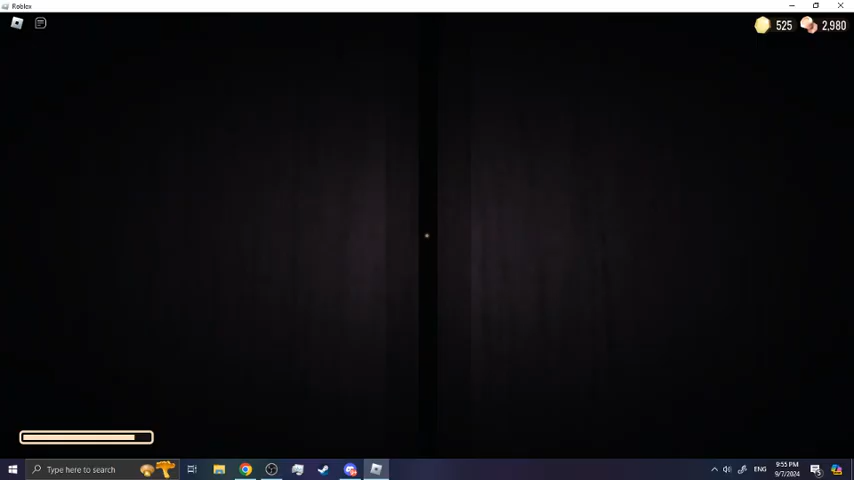 Roblox
525
2,980
Type here to search
ENG
9:55 PM
9/7/2024